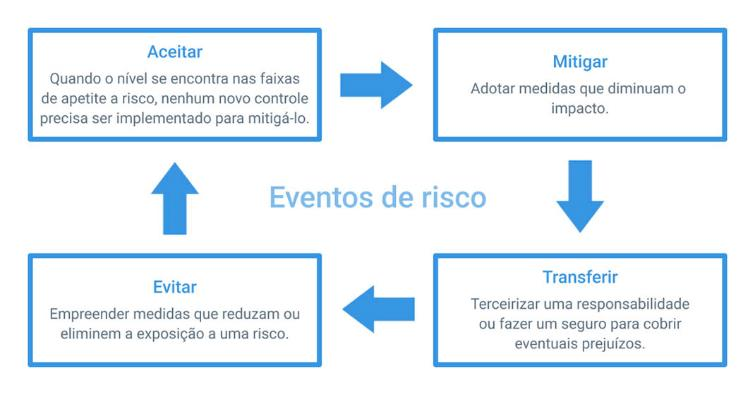 Aceitar
Quando o nível se encontra nas faixas
de apetite a risco, nenhum novo controle
precisa ser implementado para mitigá-lo.
Mitigar
Adotar medidas que diminuam o
impacto.
Eventos de risco
Evitar
Empreender medidas que reduzam ou
eliminem a exposição a uma risco.
Transferir
Terceirizar uma responsabilidade
ou fazer um seguro para cobrir
eventuais prejuízos.